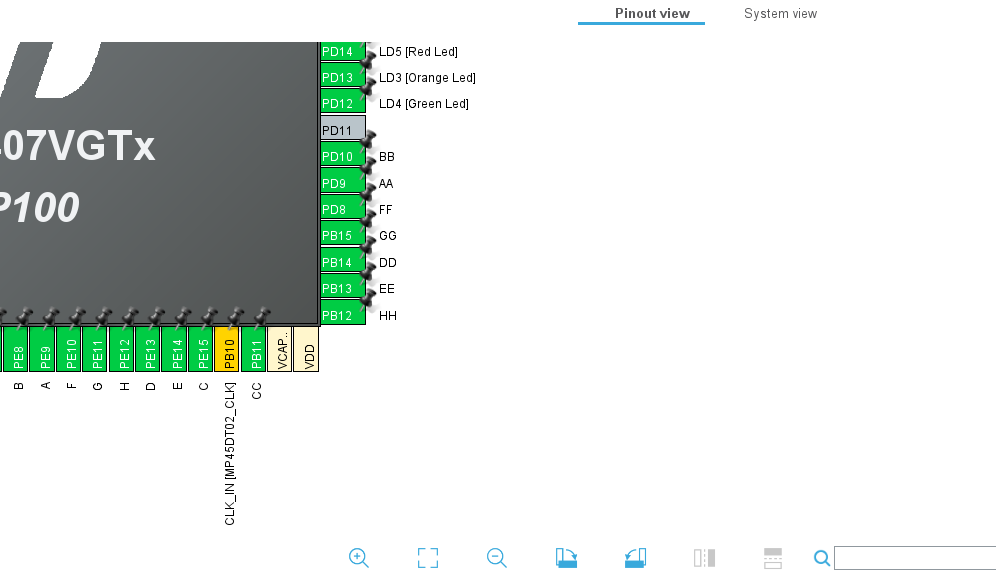 Pinout view
System view
PD14 LD5 [Red Led]
PD13 LD3 [Orange Led]
PD12 LD4 [Green Led]
PD11
PD10 BB
PD9 AA
PD8 FF
PB15 GG
PB14 DD
PB13 EE
PB12 HH
07VGTx
P100
PE8 B
PE9 A
PE10 F
PE11 G
PE12 H
PE13 D
PE14 E
PE15 C
PB10 CLK_IN [MP45DT02_CLK]
PB11 CC
VCAP..
VDD